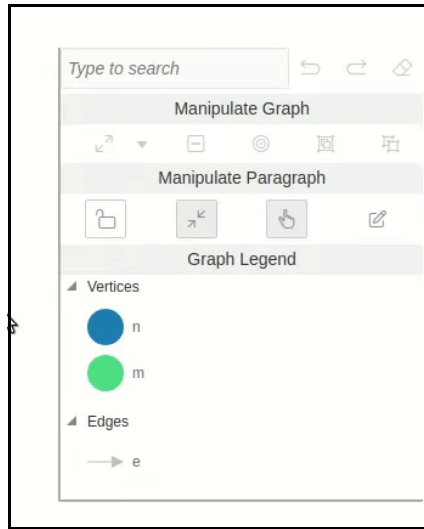 Type to search
Manipulate Graph
Manipulate Paragraph
Graph Legend
Vertices
n
m
Edges
e